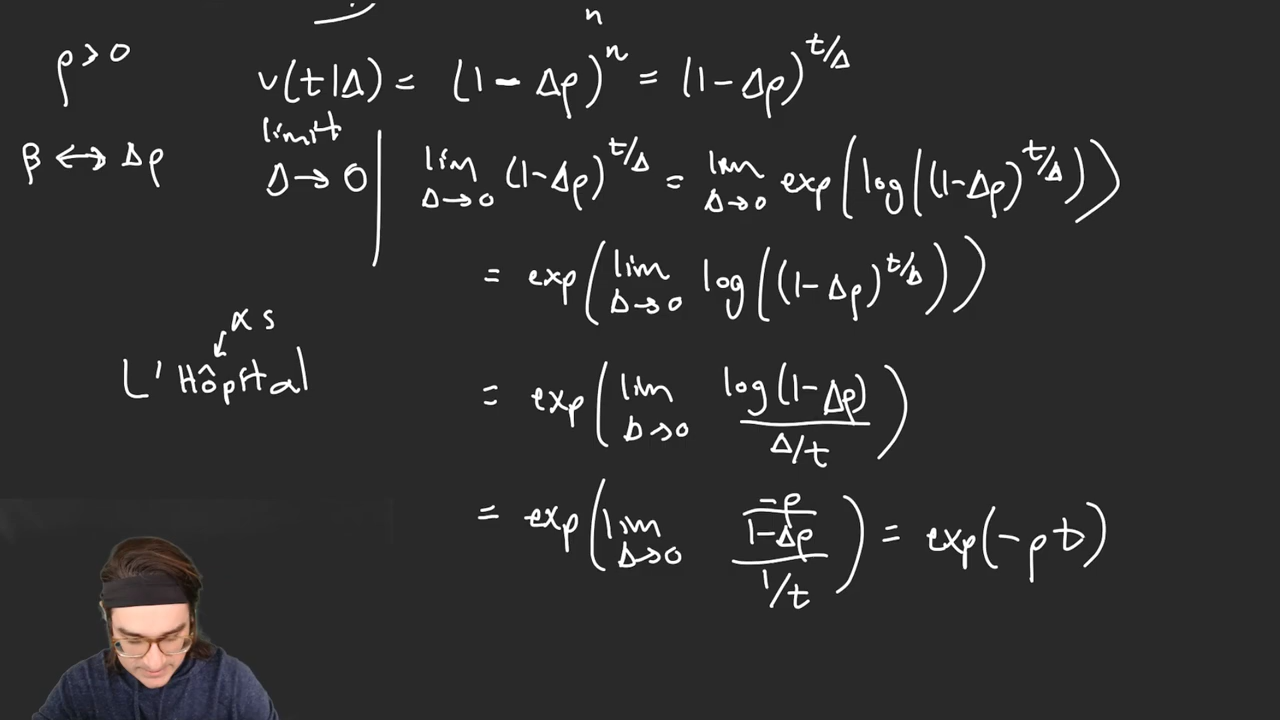 n
ρ > 0
v(t|Δ) = (1 - Δρ)^n = (1 - Δρ)^{t/Δ}
β ↔ Δρ
limit
Δ → 0
lim_{Δ→0} (1-Δρ)^{t/Δ} = lim_{Δ→0} exp(log((1-Δρ)^{t/Δ}))
= exp(lim_{Δ→0} log((1-Δρ)^{t/Δ}))
s
L'Hôpital
= exp(lim_{Δ→0} log(1-Δρ) / (Δ/t))
= exp(lim_{Δ→0} (-ρ / (1-Δρ)) / (1/t)) = exp(-ρt)